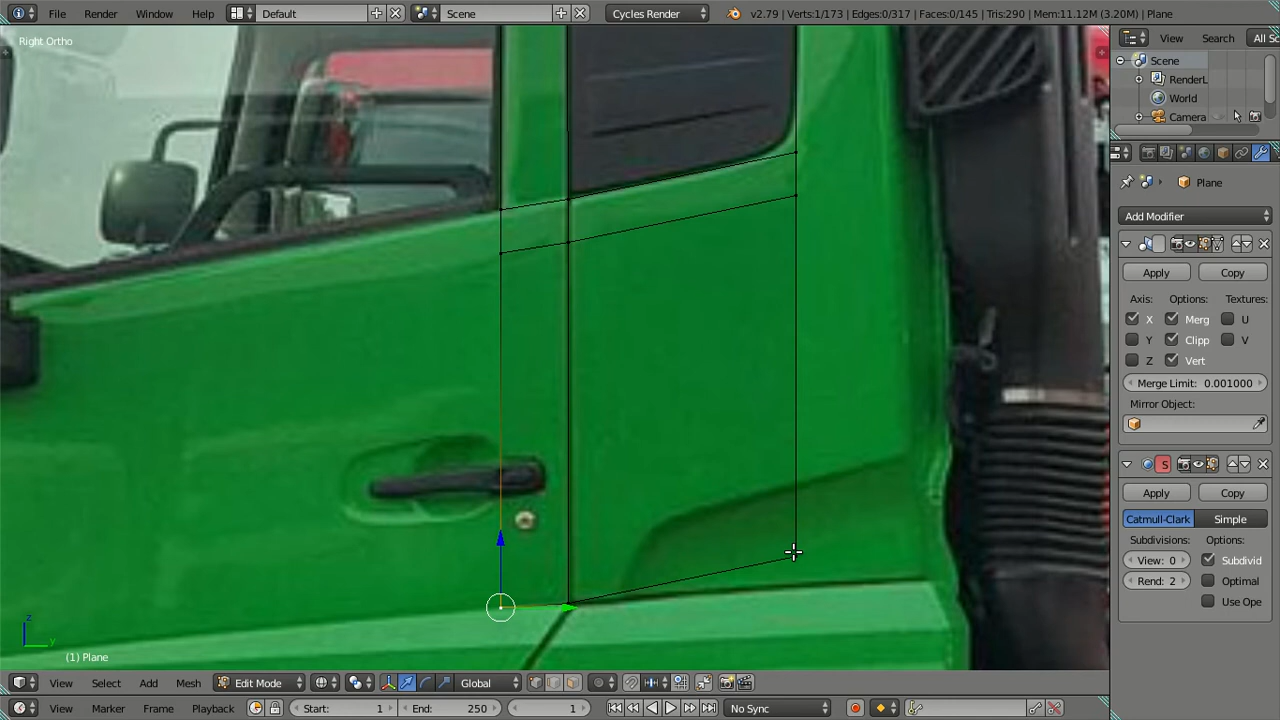 File Render Window Help Default Scene Cycles Render v2.79 | Verts:1/173 | Edges:0/317 | Faces:0/145 | Tris:290 | Mem:11.12M (3.20M) | Plane
Right Ortho
View Search All Sc
Scene
RenderL
World
Camera
Plane
Add Modifier
Apply Copy
Axis: Options: Textures:
X Merg U
Y Clipp V
Z Vert
Merge Limit: 0.001000
Mirror Object:
S
Apply Copy
Catmull-Clark Simple
Subdivisions: Options:
View: 0 Subdivid
Rend: 2 Optimal
Use Ope
z
y
(1) Plane
View Select Add Mesh Edit Mode Global
View Marker Frame Playback Start: 1 End: 250 1 No Sync